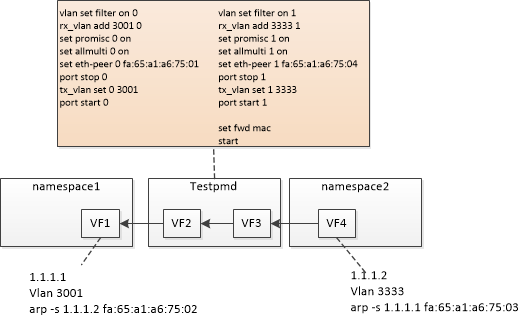 vlan set filter on 0
rx_vlan add 3001 0
set promisc 0 on
set allmulti 0 on
set eth-peer 0 fa:65:a1:a6:75:01
port stop 0
tx_vlan set 0 3001
port start 0
vlan set filter on 1
rx_vlan add 3333 1
set promisc 1 on
set allmulti 1 on
set eth-peer 1 fa:65:a1:a6:75:04
port stop 1
tx_vlan set 1 3333
port start 1
set fwd mac
start
namespace1
Testpmd
namespace2
VF1
VF2
VF3
VF4
1.1.1.1
Vlan 3001
arp -s 1.1.1.2 fa:65:a1:a6:75:02
1.1.1.2
Vlan 3333
arp -s 1.1.1.1 fa:65:a1:a6:75:03